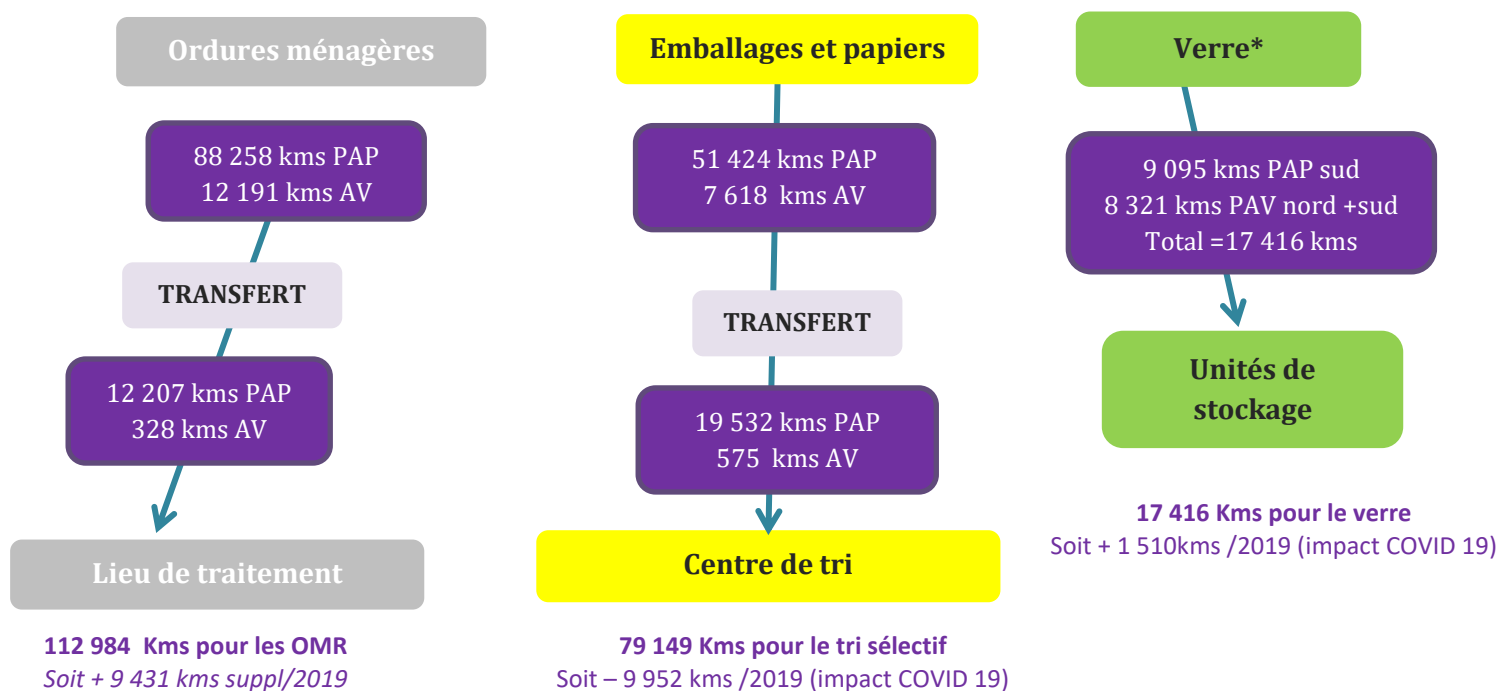 Ordures ménagères
88 258 kms PAP
12 191 kms AV
TRANSFERT
12 207 kms PAP
328 kms AV
Lieu de traitement
112 984 Kms pour les OMR
Soit + 9 431 kms suppl/2019
Emballages et papiers
51 424 kms PAP
7 618 kms AV
TRANSFERT
19 532 kms PAP
575 kms AV
Centre de tri
79 149 Kms pour le tri sélectif
Soit – 9 952 kms /2019 (impact COVID 19)
Verre*
9 095 kms PAP sud
8 321 kms PAV nord +sud
Total =17 416 kms
Unités de
stockage
17 416 Kms pour le verre
Soit + 1 510kms /2019 (impact COVID 19)